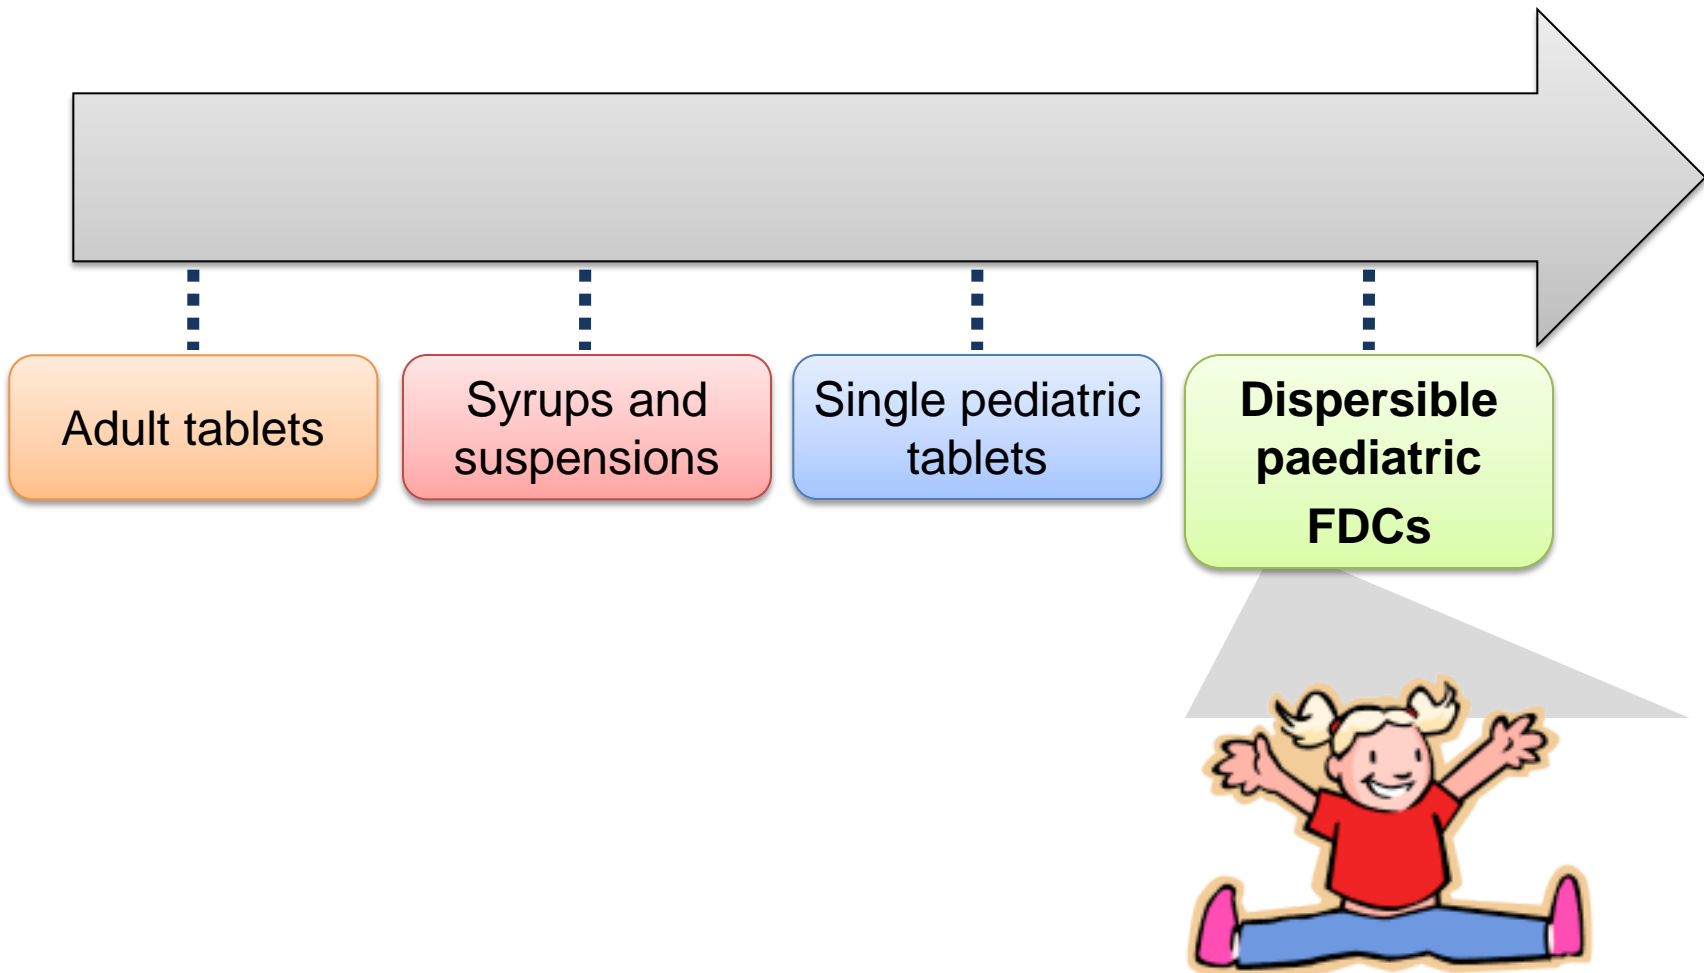 Adult tablets
Syrups and
suspensions
Single pediatric
tablets
Dispersible
paediatric
FDCs